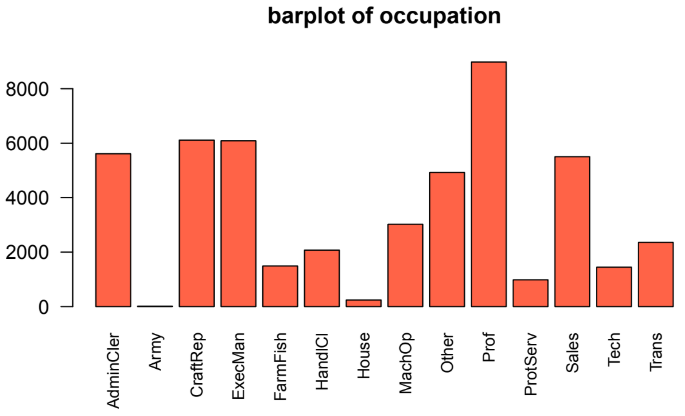 barplot of occupation
8000
6000
4000
2000
0
AdminCler
Army
CraftRep
ExecMan
FarmFish
HandlCl
House
MachOp
Other
Prof
ProtServ
Sales
Tech
Trans